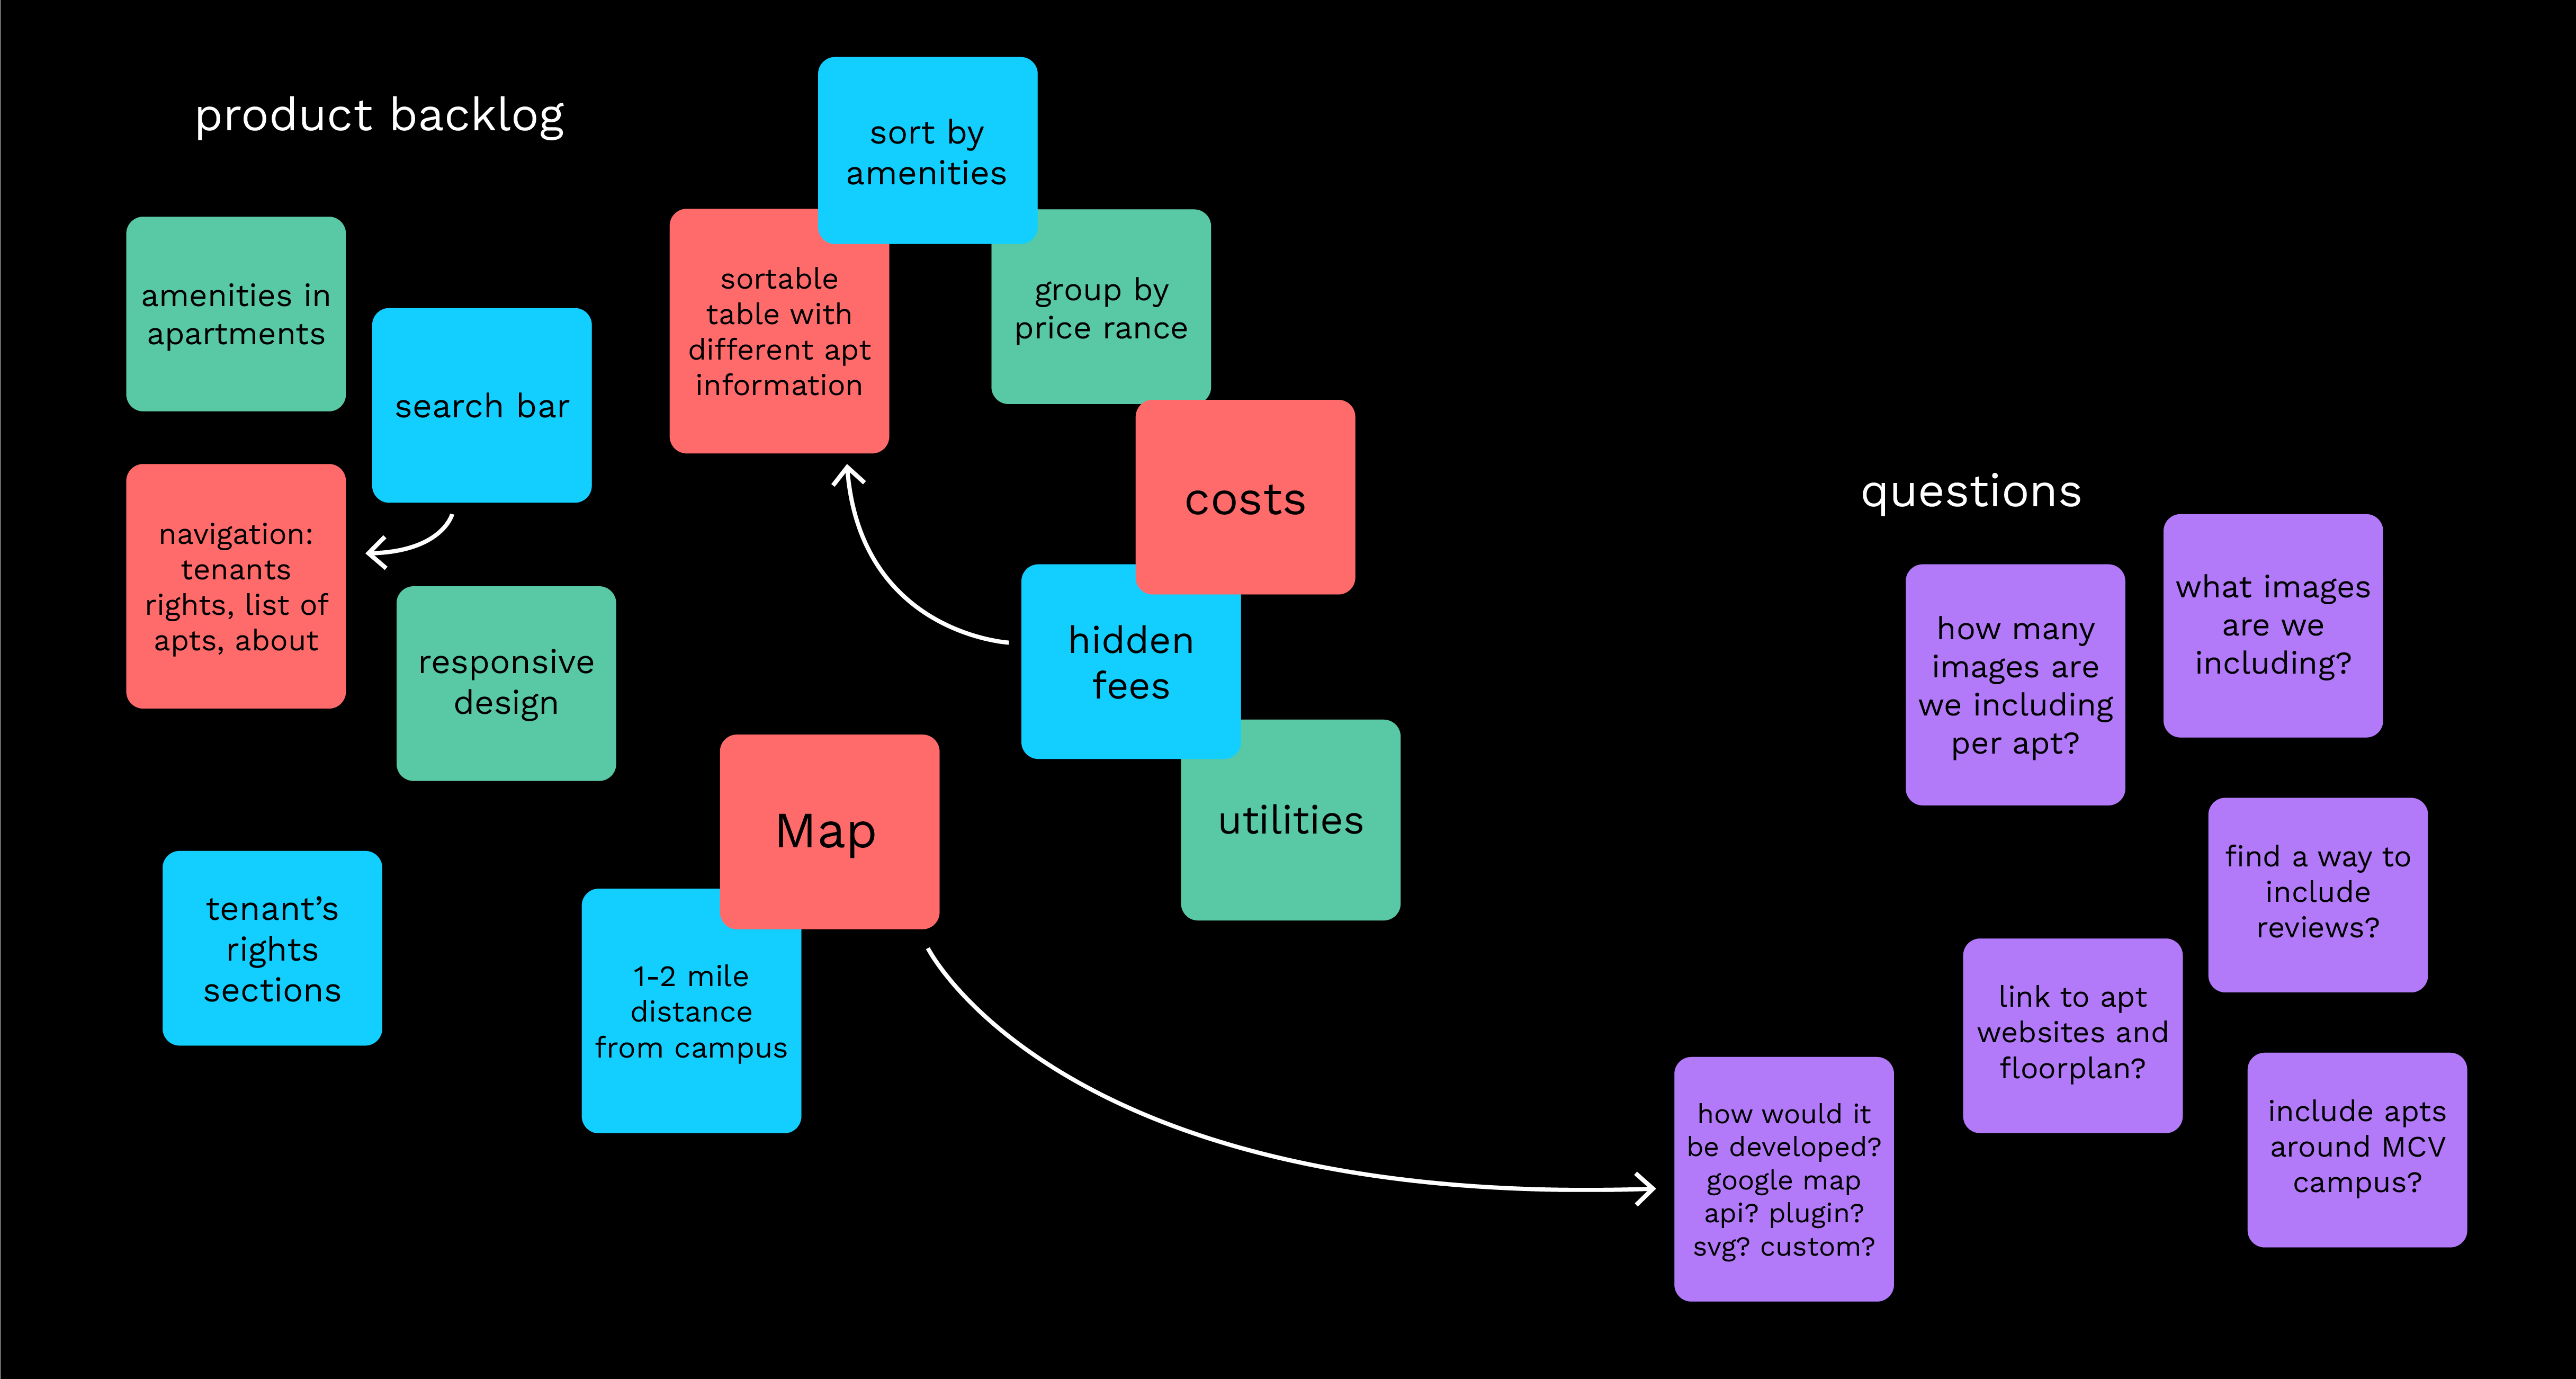 product backlog
amenities in
apartments
search bar
navigation:
tenants
rights, list of
apts, about
responsive
design
tenant’s
rights
sections
sort by
amenities
sortable
table with
different apt
information
group by
price rance
costs
hidden
fees
utilities
Map
1-2 mile
distance
from campus
questions
how many
images are
we including
per apt?
what images
are we
including?
find a way to
include
reviews?
link to apt
websites and
floorplan?
include apts
around MCV
campus?
how would it
be developed?
google map
api? plugin?
svg? custom?